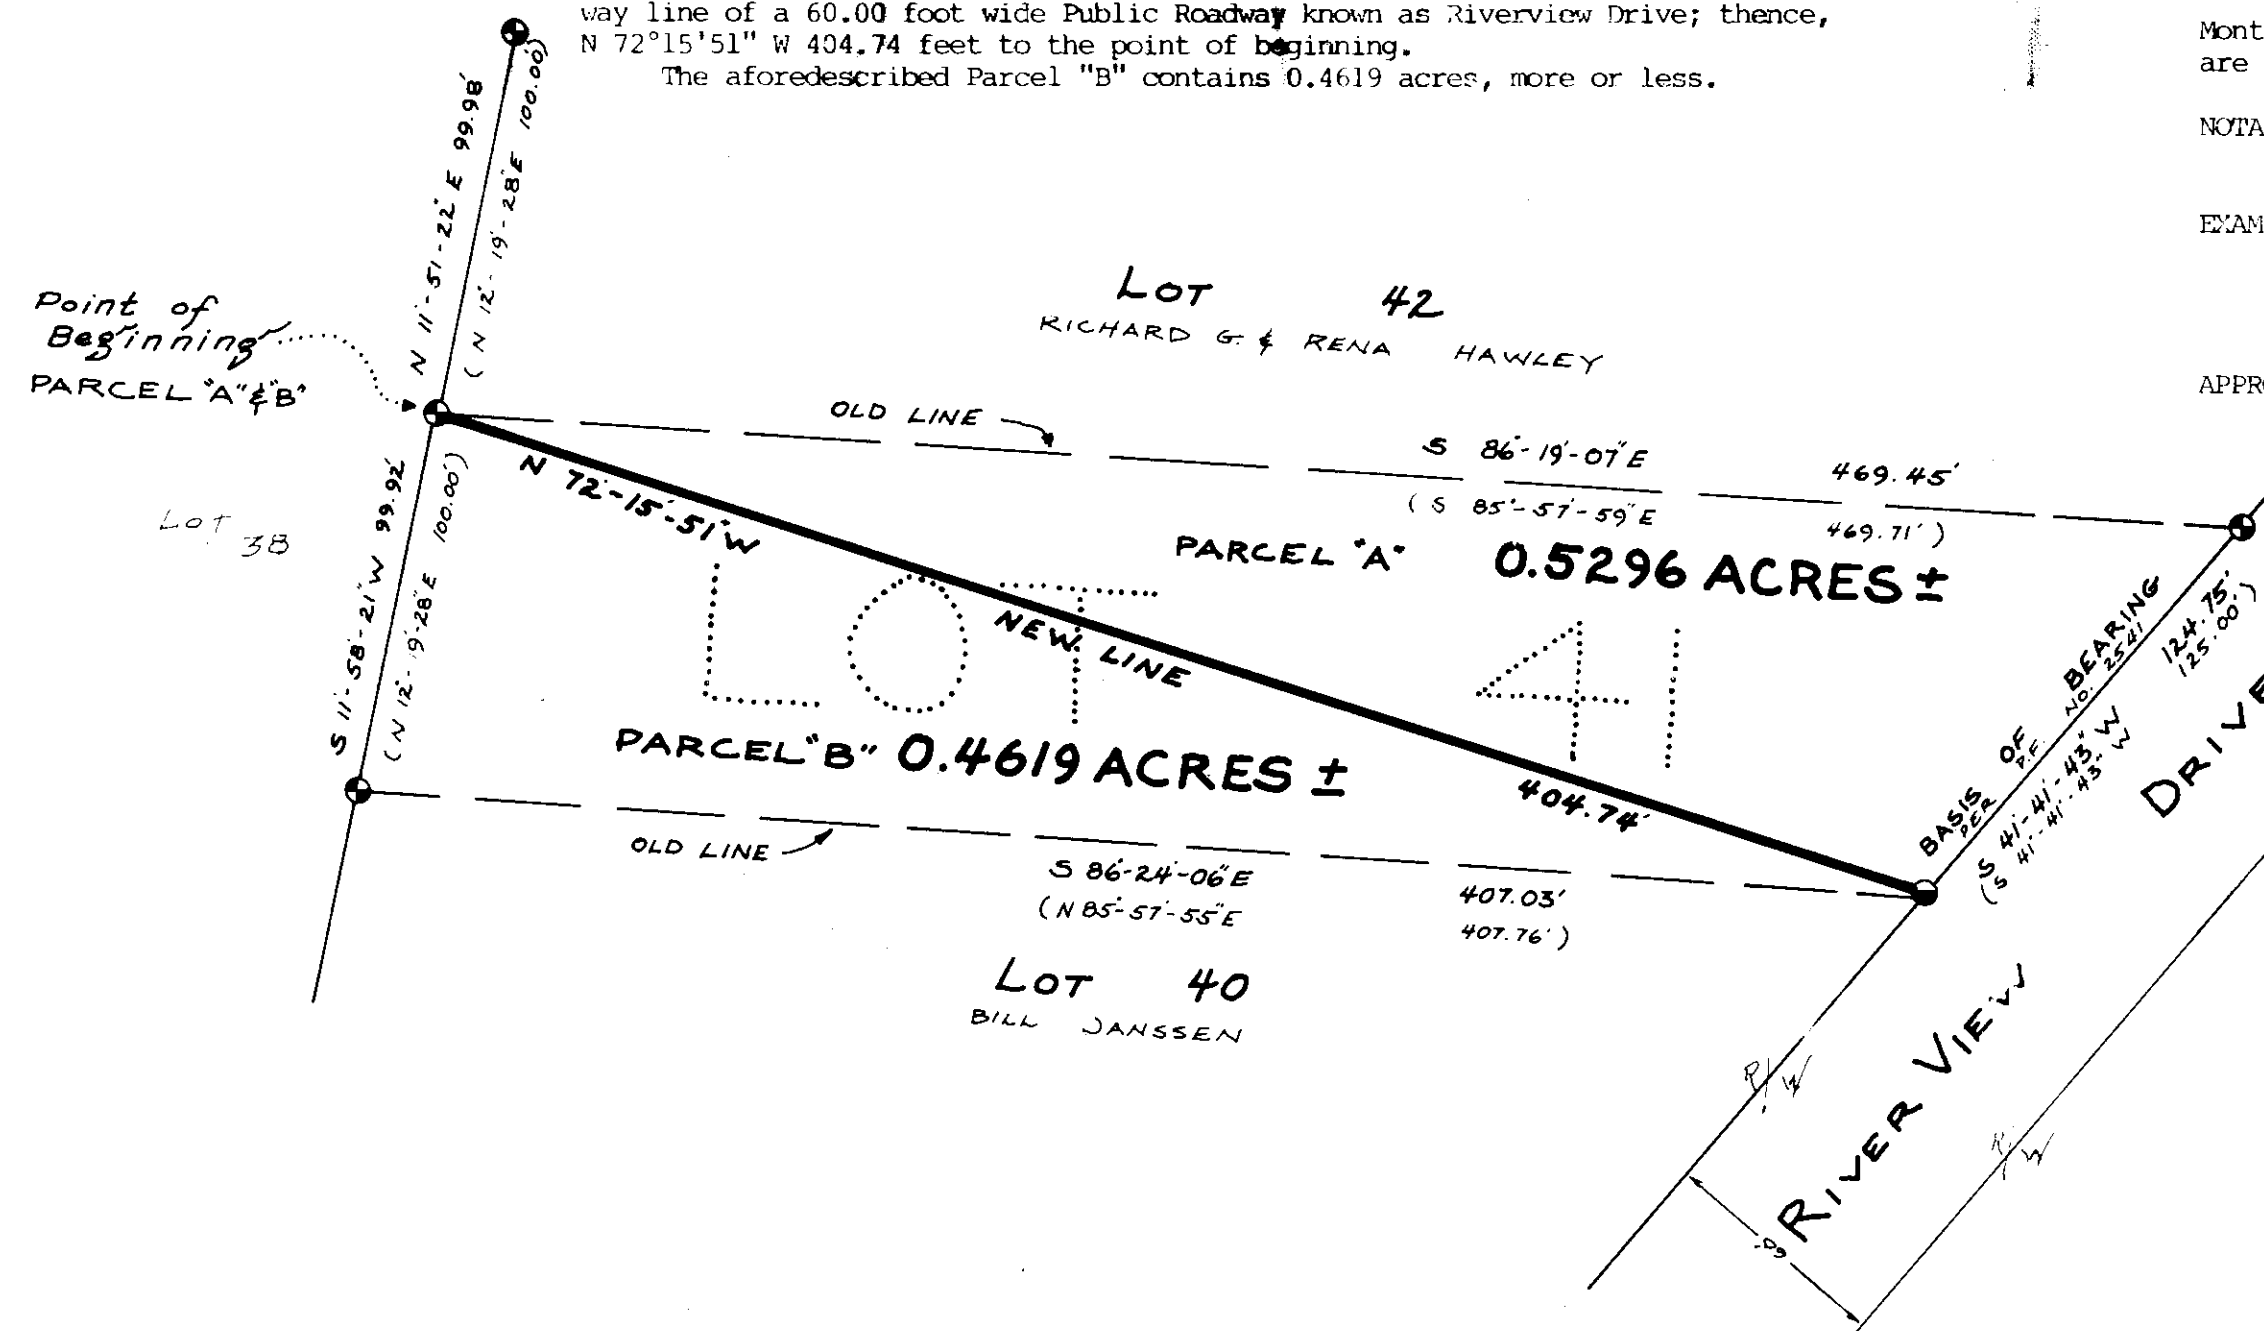 way line of a 60.00 foot wide Public Roadway known as Riverview Drive; thence,
N 72°15'51" W 404.74 feet to the point of beginning.
The aforedescribed Parcel "B" contains 0.4619 acres, more or less.
Mont
are
NOTA
EXAM
APPR
N 11°-51'-22" E 99.98'
(N 12°-19'-28" E 100.00')
Point of
Beginning
PARCEL "A" & "B"
LOT 42
RICHARD G. & RENA HAWLEY
OLD LINE
S 86°-19'-07" E 469.45'
(S 85°-57'-59" E 469.71')
N 72°-15'-51" W
LOT 38
S 11°-58'-21" W 99.92'
(N 12°-19'-28" E 100.00')
PARCEL "A" 0.5296 ACRES ±
LOT 41
NEW LINE
404.74'
PARCEL "B" 0.4619 ACRES ±
OLD LINE
S 86°-24'-06" E 407.03'
(N 85°-57'-55" E 407.76')
LOT 40
BILL JANSSEN
BASIS OF BEARING
PER P.F. NO. 2541
S 41°-41'-43" W 124.75'
(S 41°-41'-43" W 125.00')
RIVER VIEW DRIVE
R/W
R/W
60'